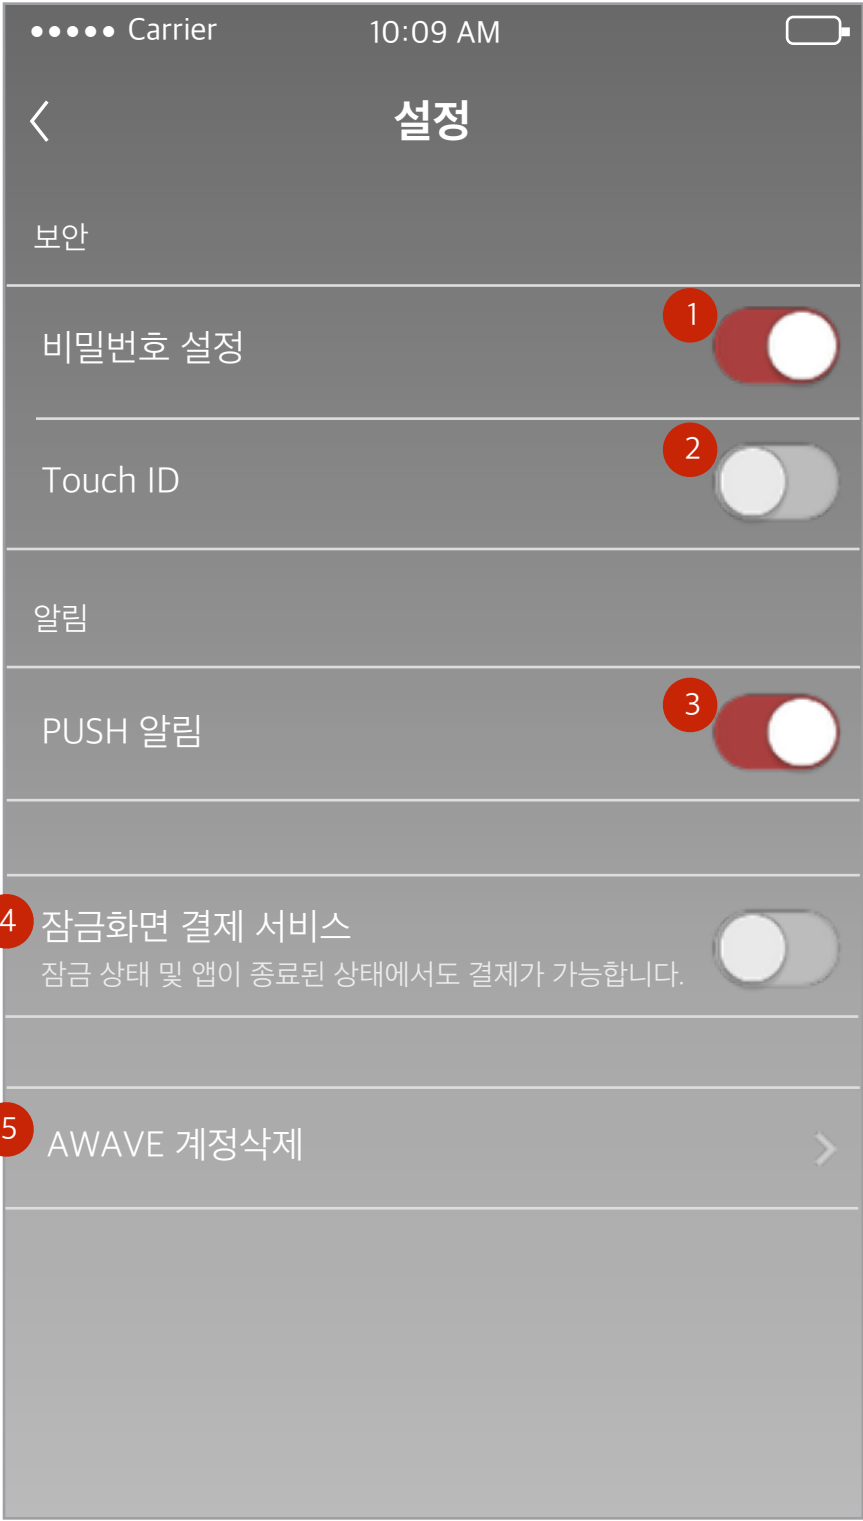 Carrier 10:09 AM
설정
보안
1
비밀번호 설정
2
Touch ID
알림
3
PUSH 알림
4
잠금화면 결제 서비스
잠금 상태 및 앱이 종료된 상태에서도 결제가 가능합니다.
5
AWAVE 계정삭제